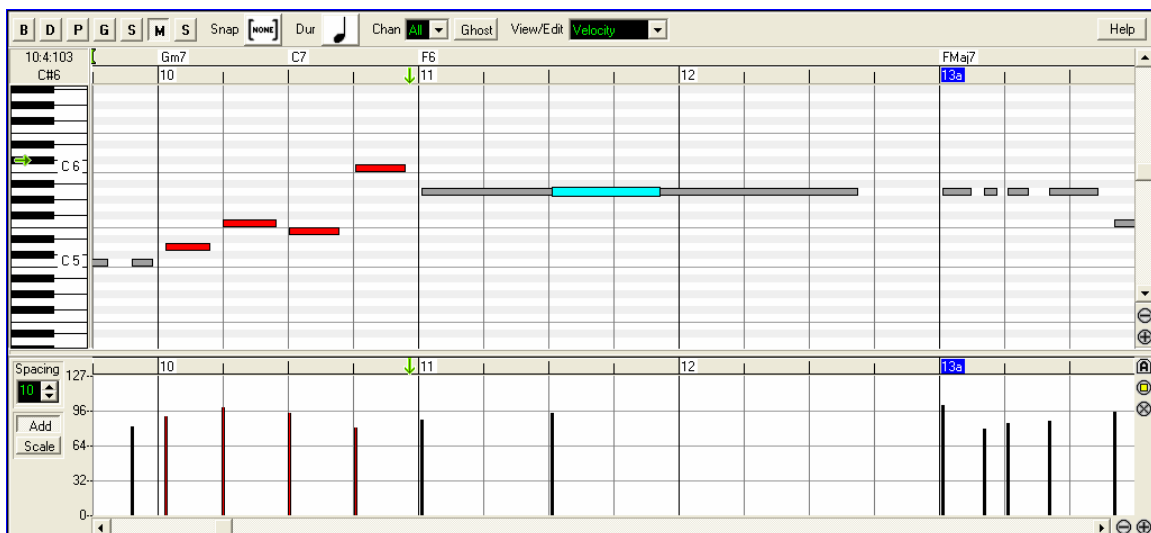 B D P G S M S Snap [NONE] Dur Chan All Ghost View/Edit Velocity Help
10:4:103 Gm7 C7 F6 FMaj7
C#6 10 11 12 13a
C 6
C 5
Spacing 127 10 11 12 13a A
10 96
Add
Scale 64
32
0